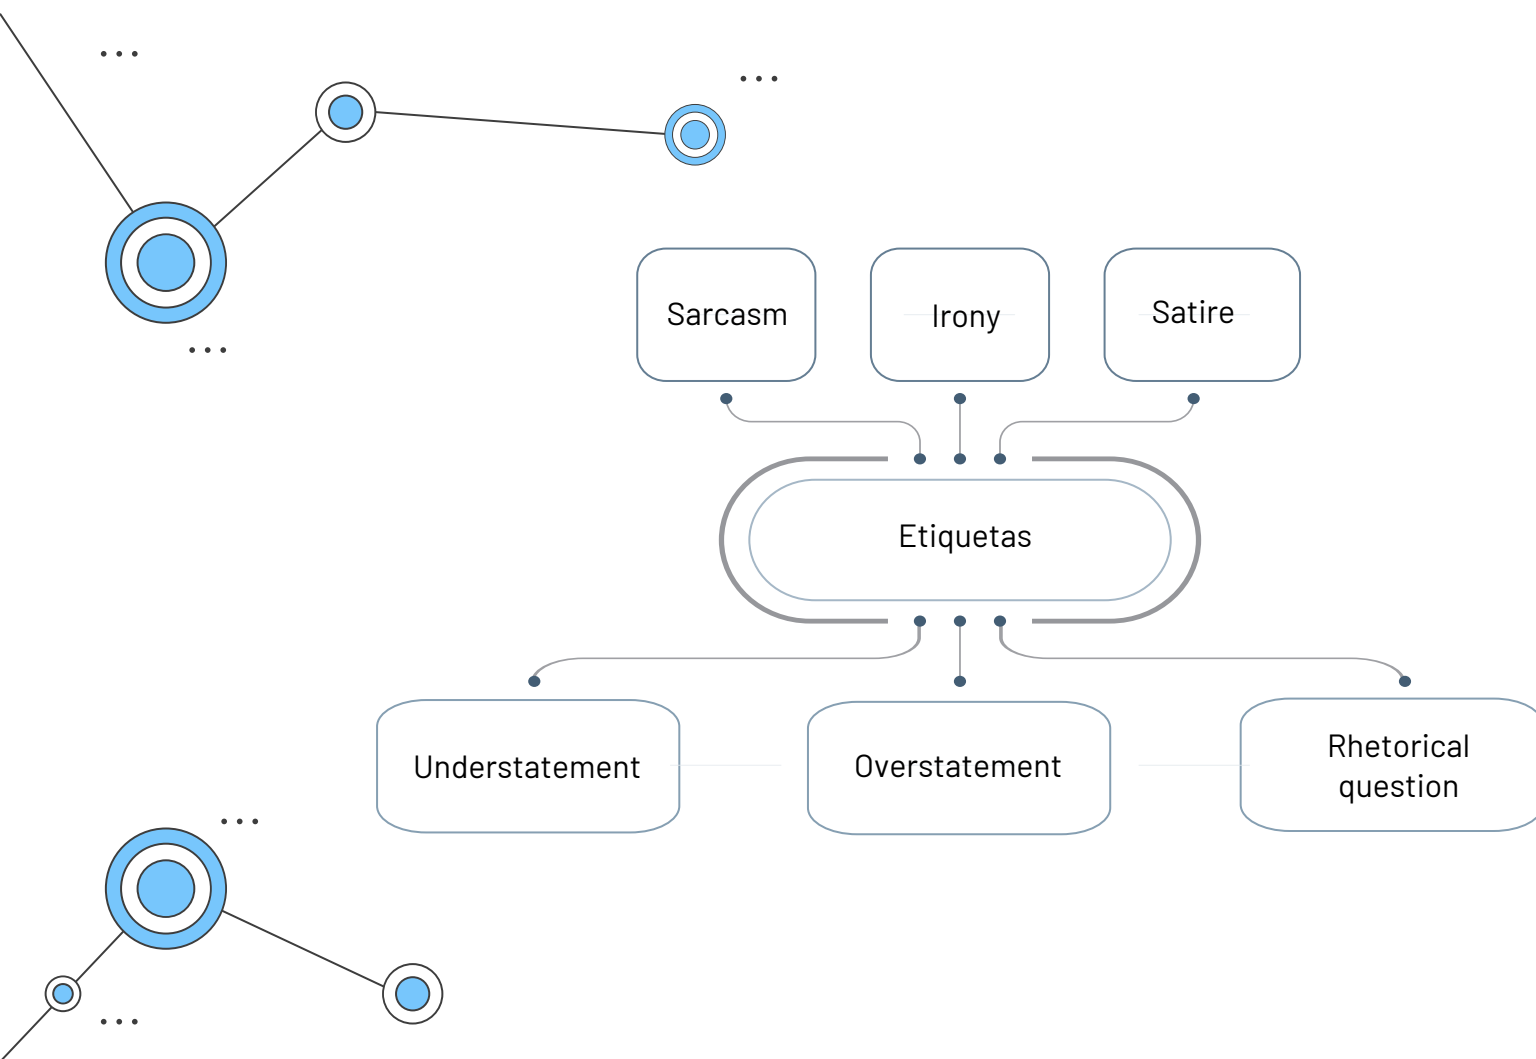 Sarcasm
Irony
Satire
Etiquetas
Understatement
Overstatement
Rhetorical
question